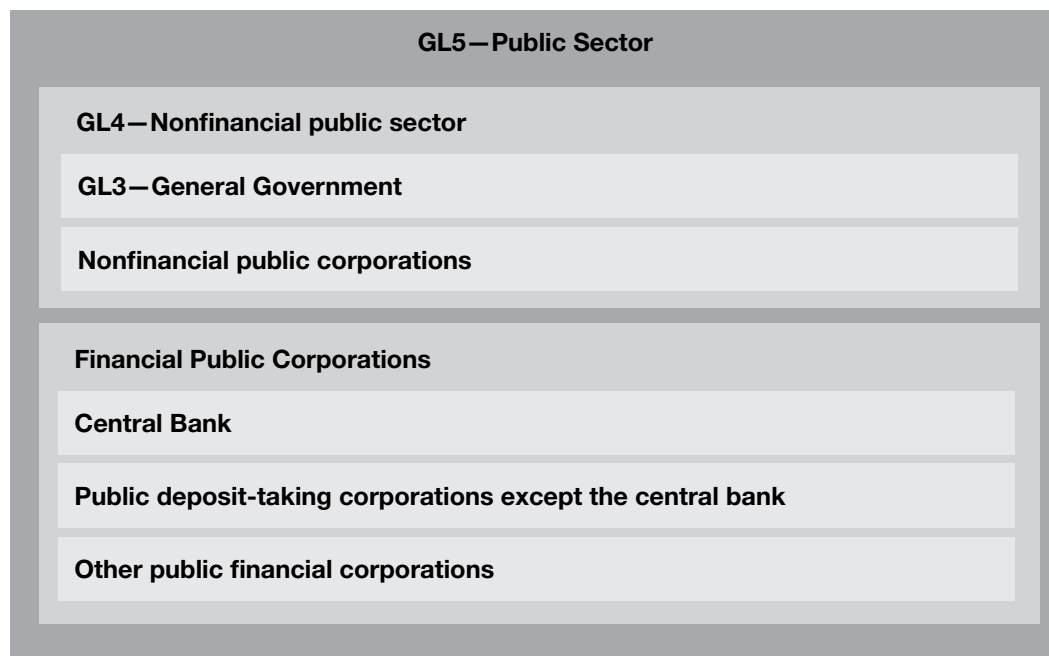 GL5—Public Sector
GL4—Nonfinancial public sector
GL3—General Government
Nonfinancial public corporations
Financial Public Corporations
Central Bank
Public deposit-taking corporations except the central bank
Other public financial corporations